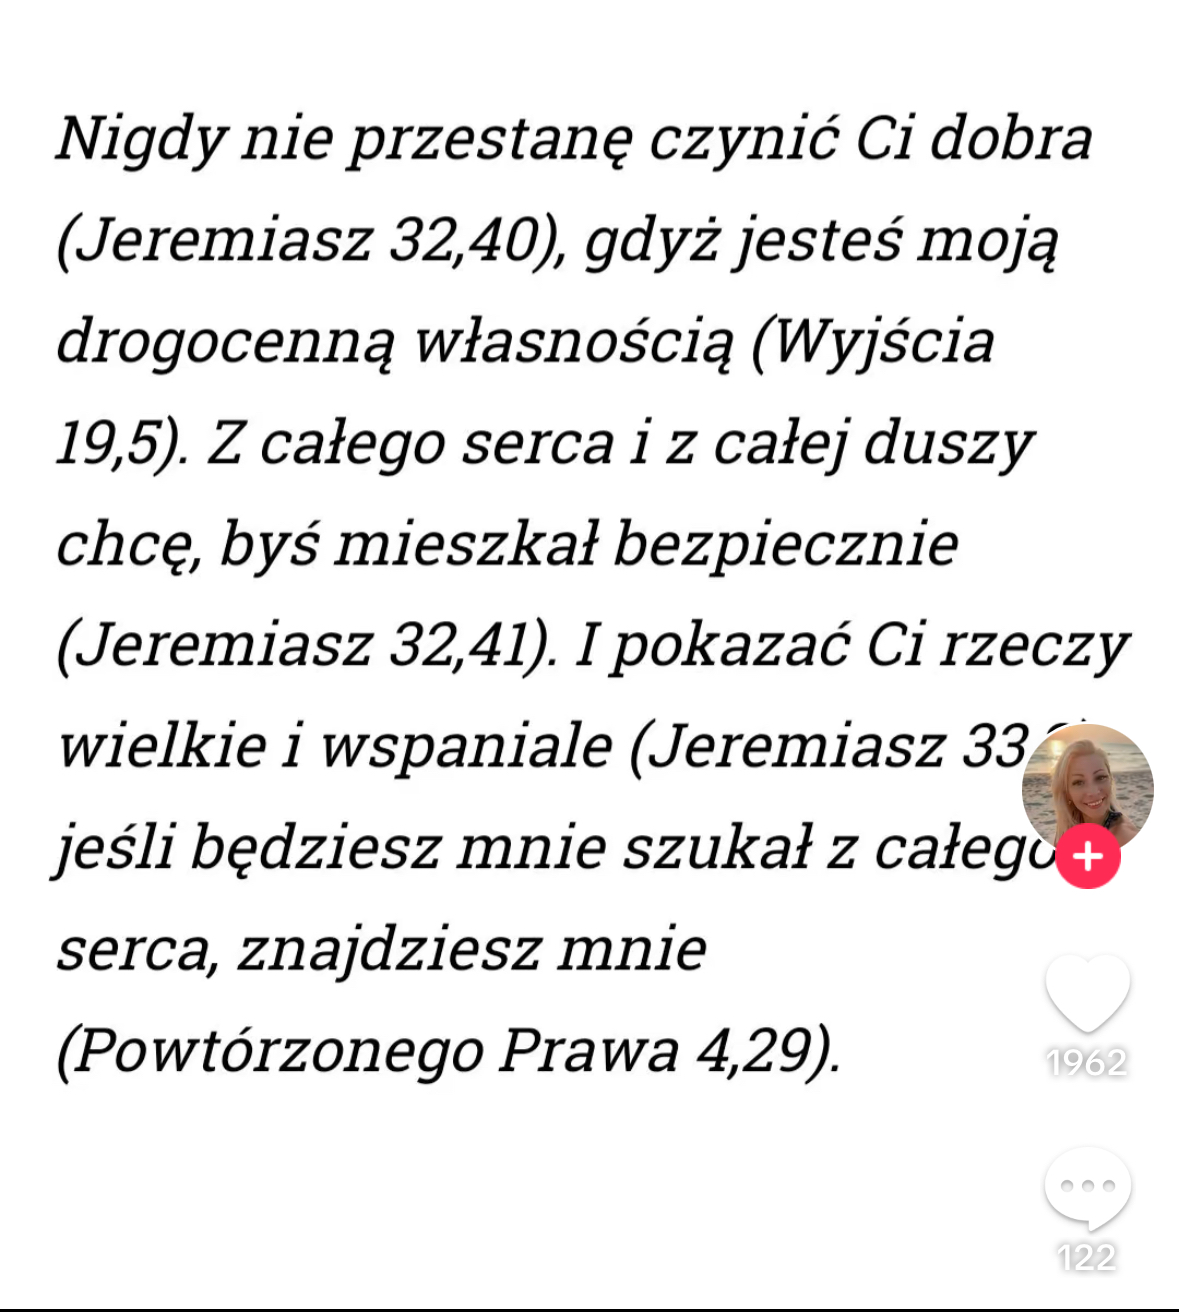 Nigdy nie przestanę czynić Ci dobra
(Jeremiasz 32,40), gdyż jesteś moją
drogocenną własnością (Wyjścia
19,5). Z całego serca i z całej duszy
chcę, byś mieszkał bezpiecznie
(Jeremiasz 32,41). I pokazać Ci rzeczy
wielkie i wspaniale (Jeremiasz 33
jeśli będziesz mnie szukał z całego
serca, znajdziesz mnie
(Powtórzonego Prawa 4,29).
1962
122